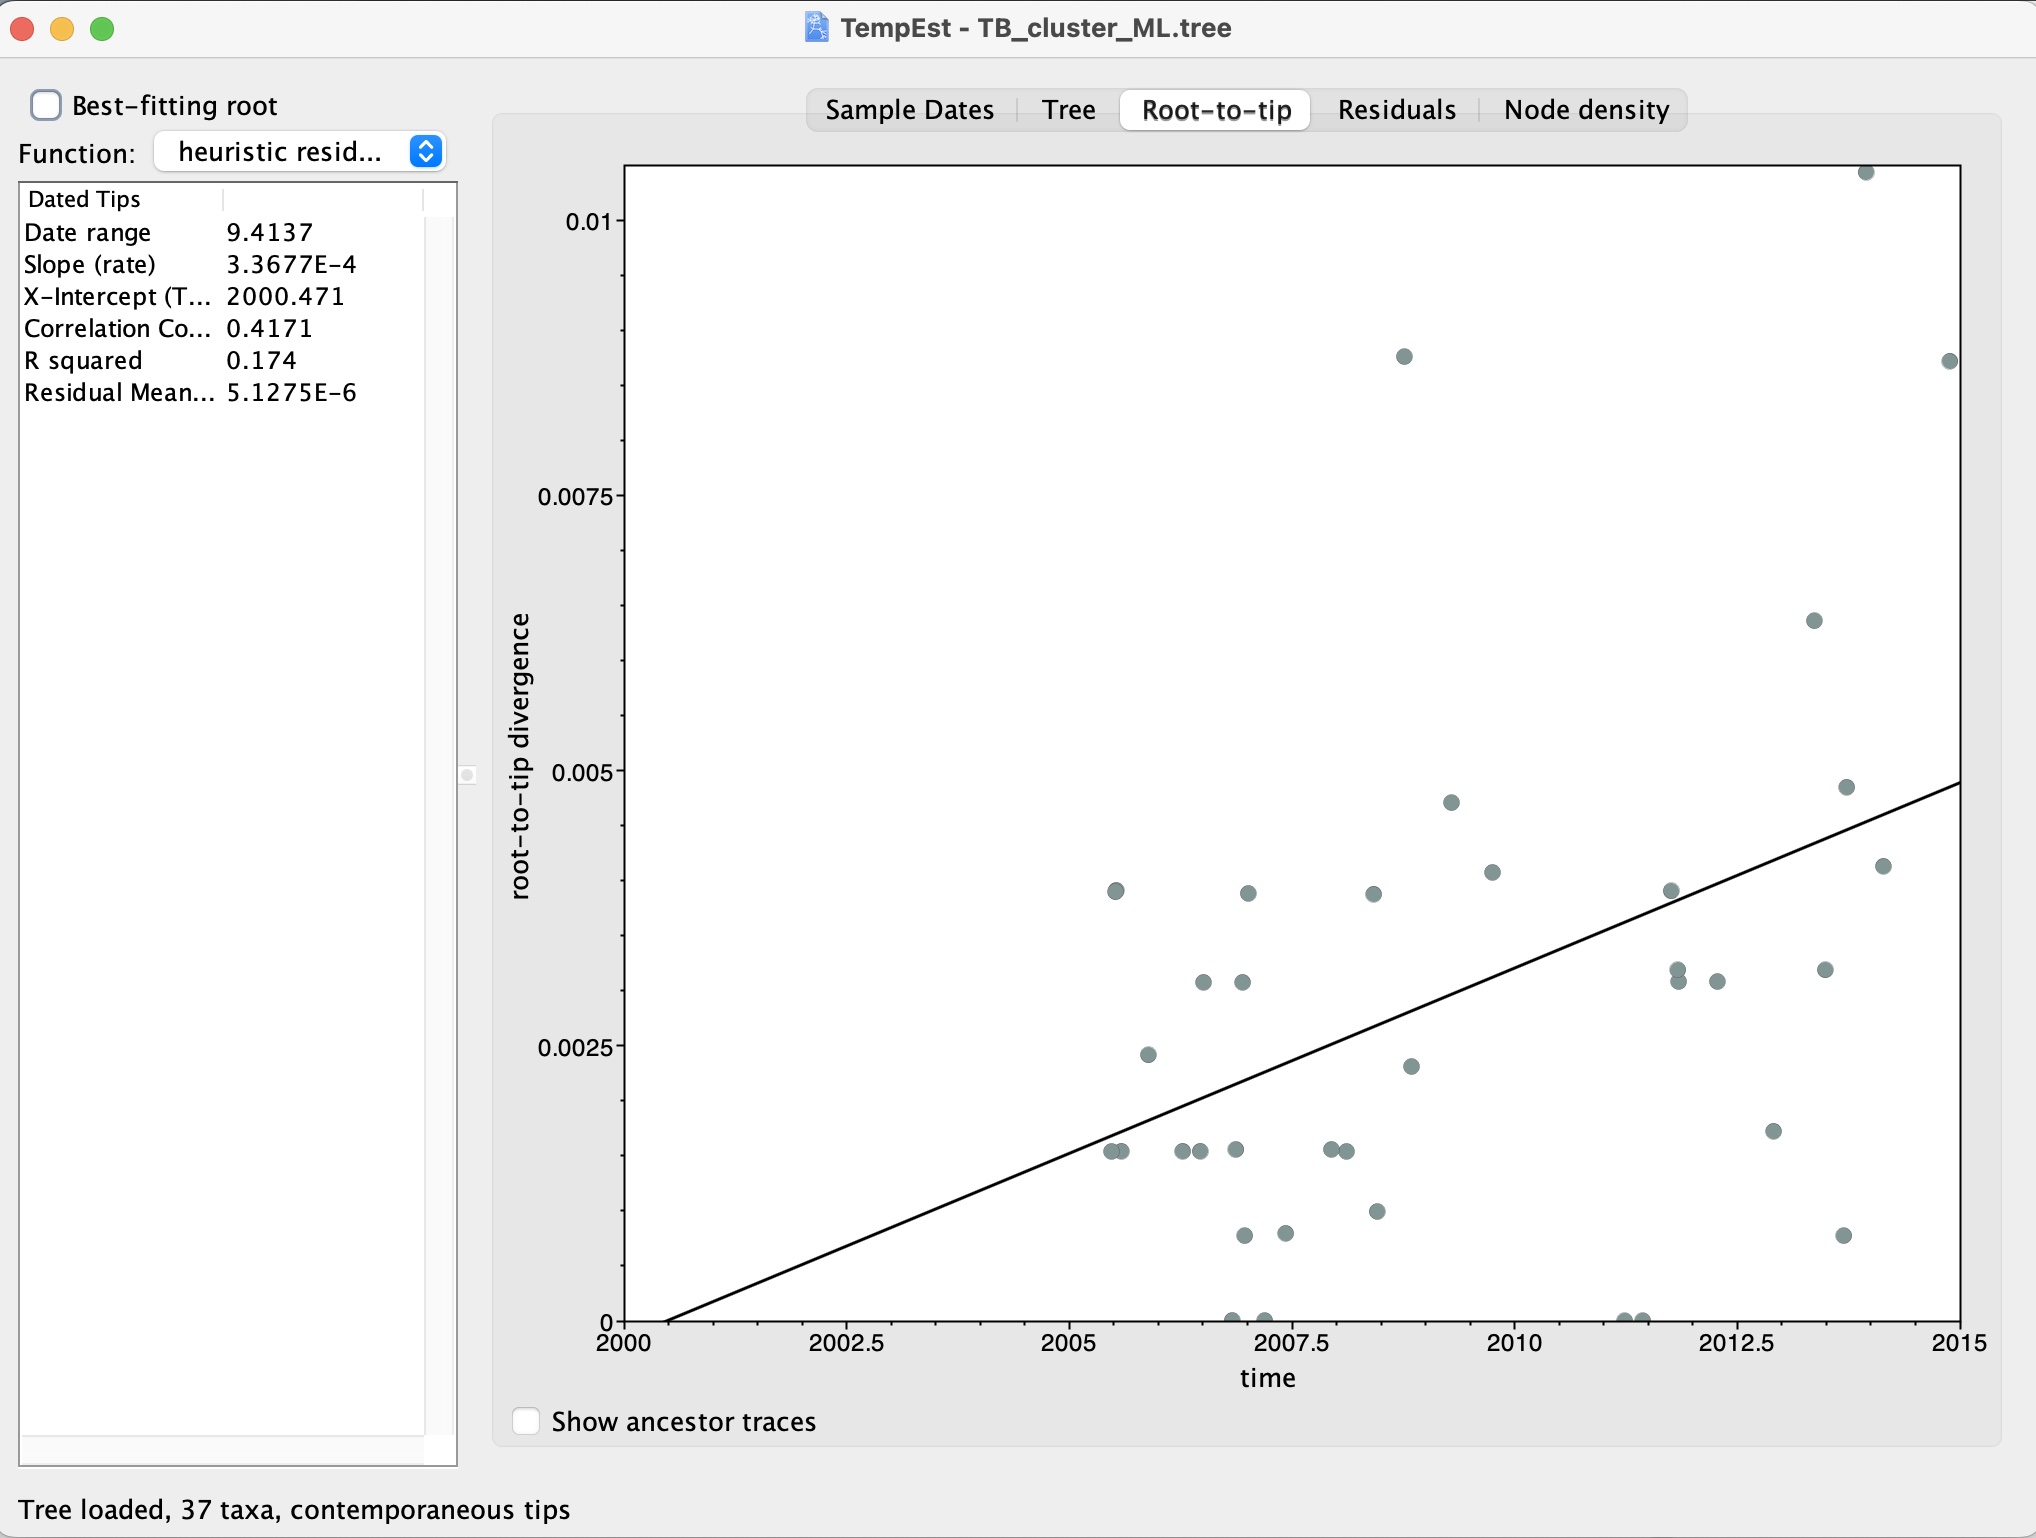 TempEst - TB_cluster_ML.tree
Best-fitting root
Function: heuristic resid...
Dated Tips
Date range 9.4137
Slope (rate) 3.3677E-4
X-Intercept (T... 2000.471
Correlation Co... 0.4171
R squared 0.174
Residual Mean... 5.1275E-6
Sample Dates Tree Root-to-tip Residuals Node density
0.01
0.0075
0.005
0.0025
0
root-to-tip divergence
2000 2002.5 2005 2007.5 2010 2012.5 2015
time
Show ancestor traces
Tree loaded, 37 taxa, contemporaneous tips